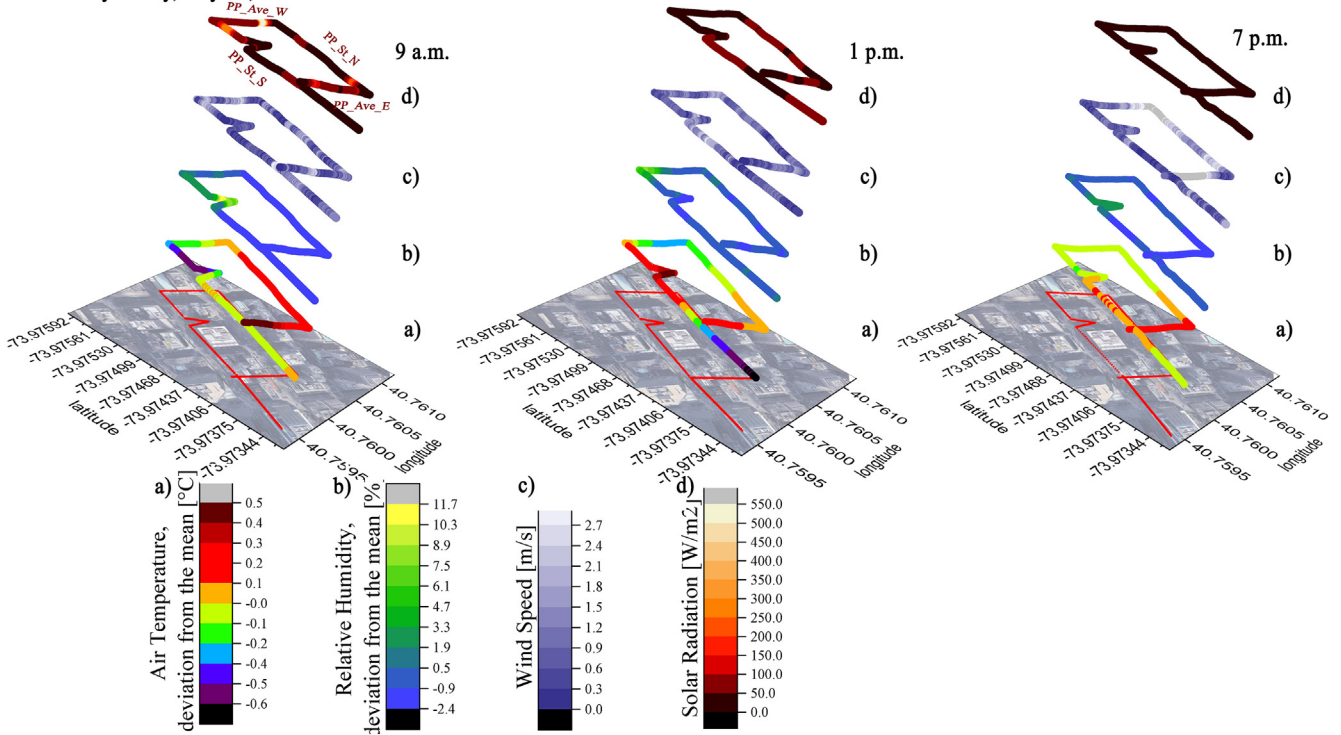 PP_Ave_W
PP_St_N
PP_St_S
PP_Ave_E
9 a.m.
d)
c)
b)
a)
-73.97592
-73.97561
-73.97530
-73.97499
-73.97468
-73.97437
-73.97406
-73.97375
-73.97344
latitude
40.7610
40.7605
40.7600
40.7595
longitude
1 p.m.
d)
c)
b)
a)
-73.97592
-73.97561
-73.97530
-73.97499
-73.97468
-73.97437
-73.97406
-73.97375
-73.97344
latitude
40.7610
40.7605
40.7600
40.7595
longitude
7 p.m.
d)
c)
b)
a)
-73.97592
-73.97561
-73.97530
-73.97499
-73.97468
-73.97437
-73.97406
-73.97375
-73.97344
latitude
40.7610
40.7605
40.7600
40.7595
longitude
a)
Air Temperature,
deviation from the mean [°C]
0.5
0.4
0.3
0.2
0.1
-0.0
-0.1
-0.2
-0.4
-0.5
-0.6
b)
Relative Humidity,
deviation from the mean [%
11.7
10.3
8.9
7.5
6.1
4.7
3.3
1.9
0.5
-0.9
-2.4
c)
Wind Speed [m/s]
2.7
2.4
2.1
1.8
1.5
1.2
0.9
0.6
0.3
0.0
d)
Solar Radiation [W/m2]
550.0
500.0
450.0
400.0
350.0
300.0
250.0
200.0
150.0
100.0
50.0
0.0